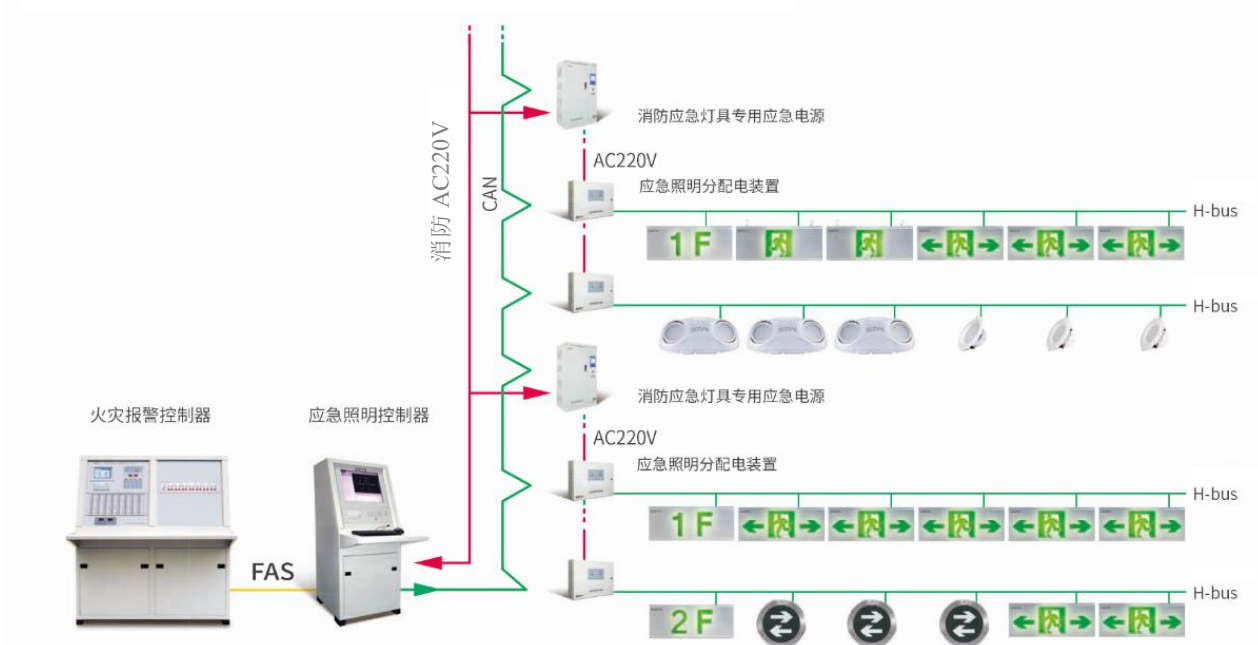 消防应急灯具专用应急电源
消防 AC220V
CAN
AC220V
应急照明分配电装置
H-bus
1 F
H-bus
消防应急灯具专用应急电源
火灾报警控制器
应急照明控制器
AC220V
应急照明分配电装置
H-bus
1 F
FAS
H-bus
2 F